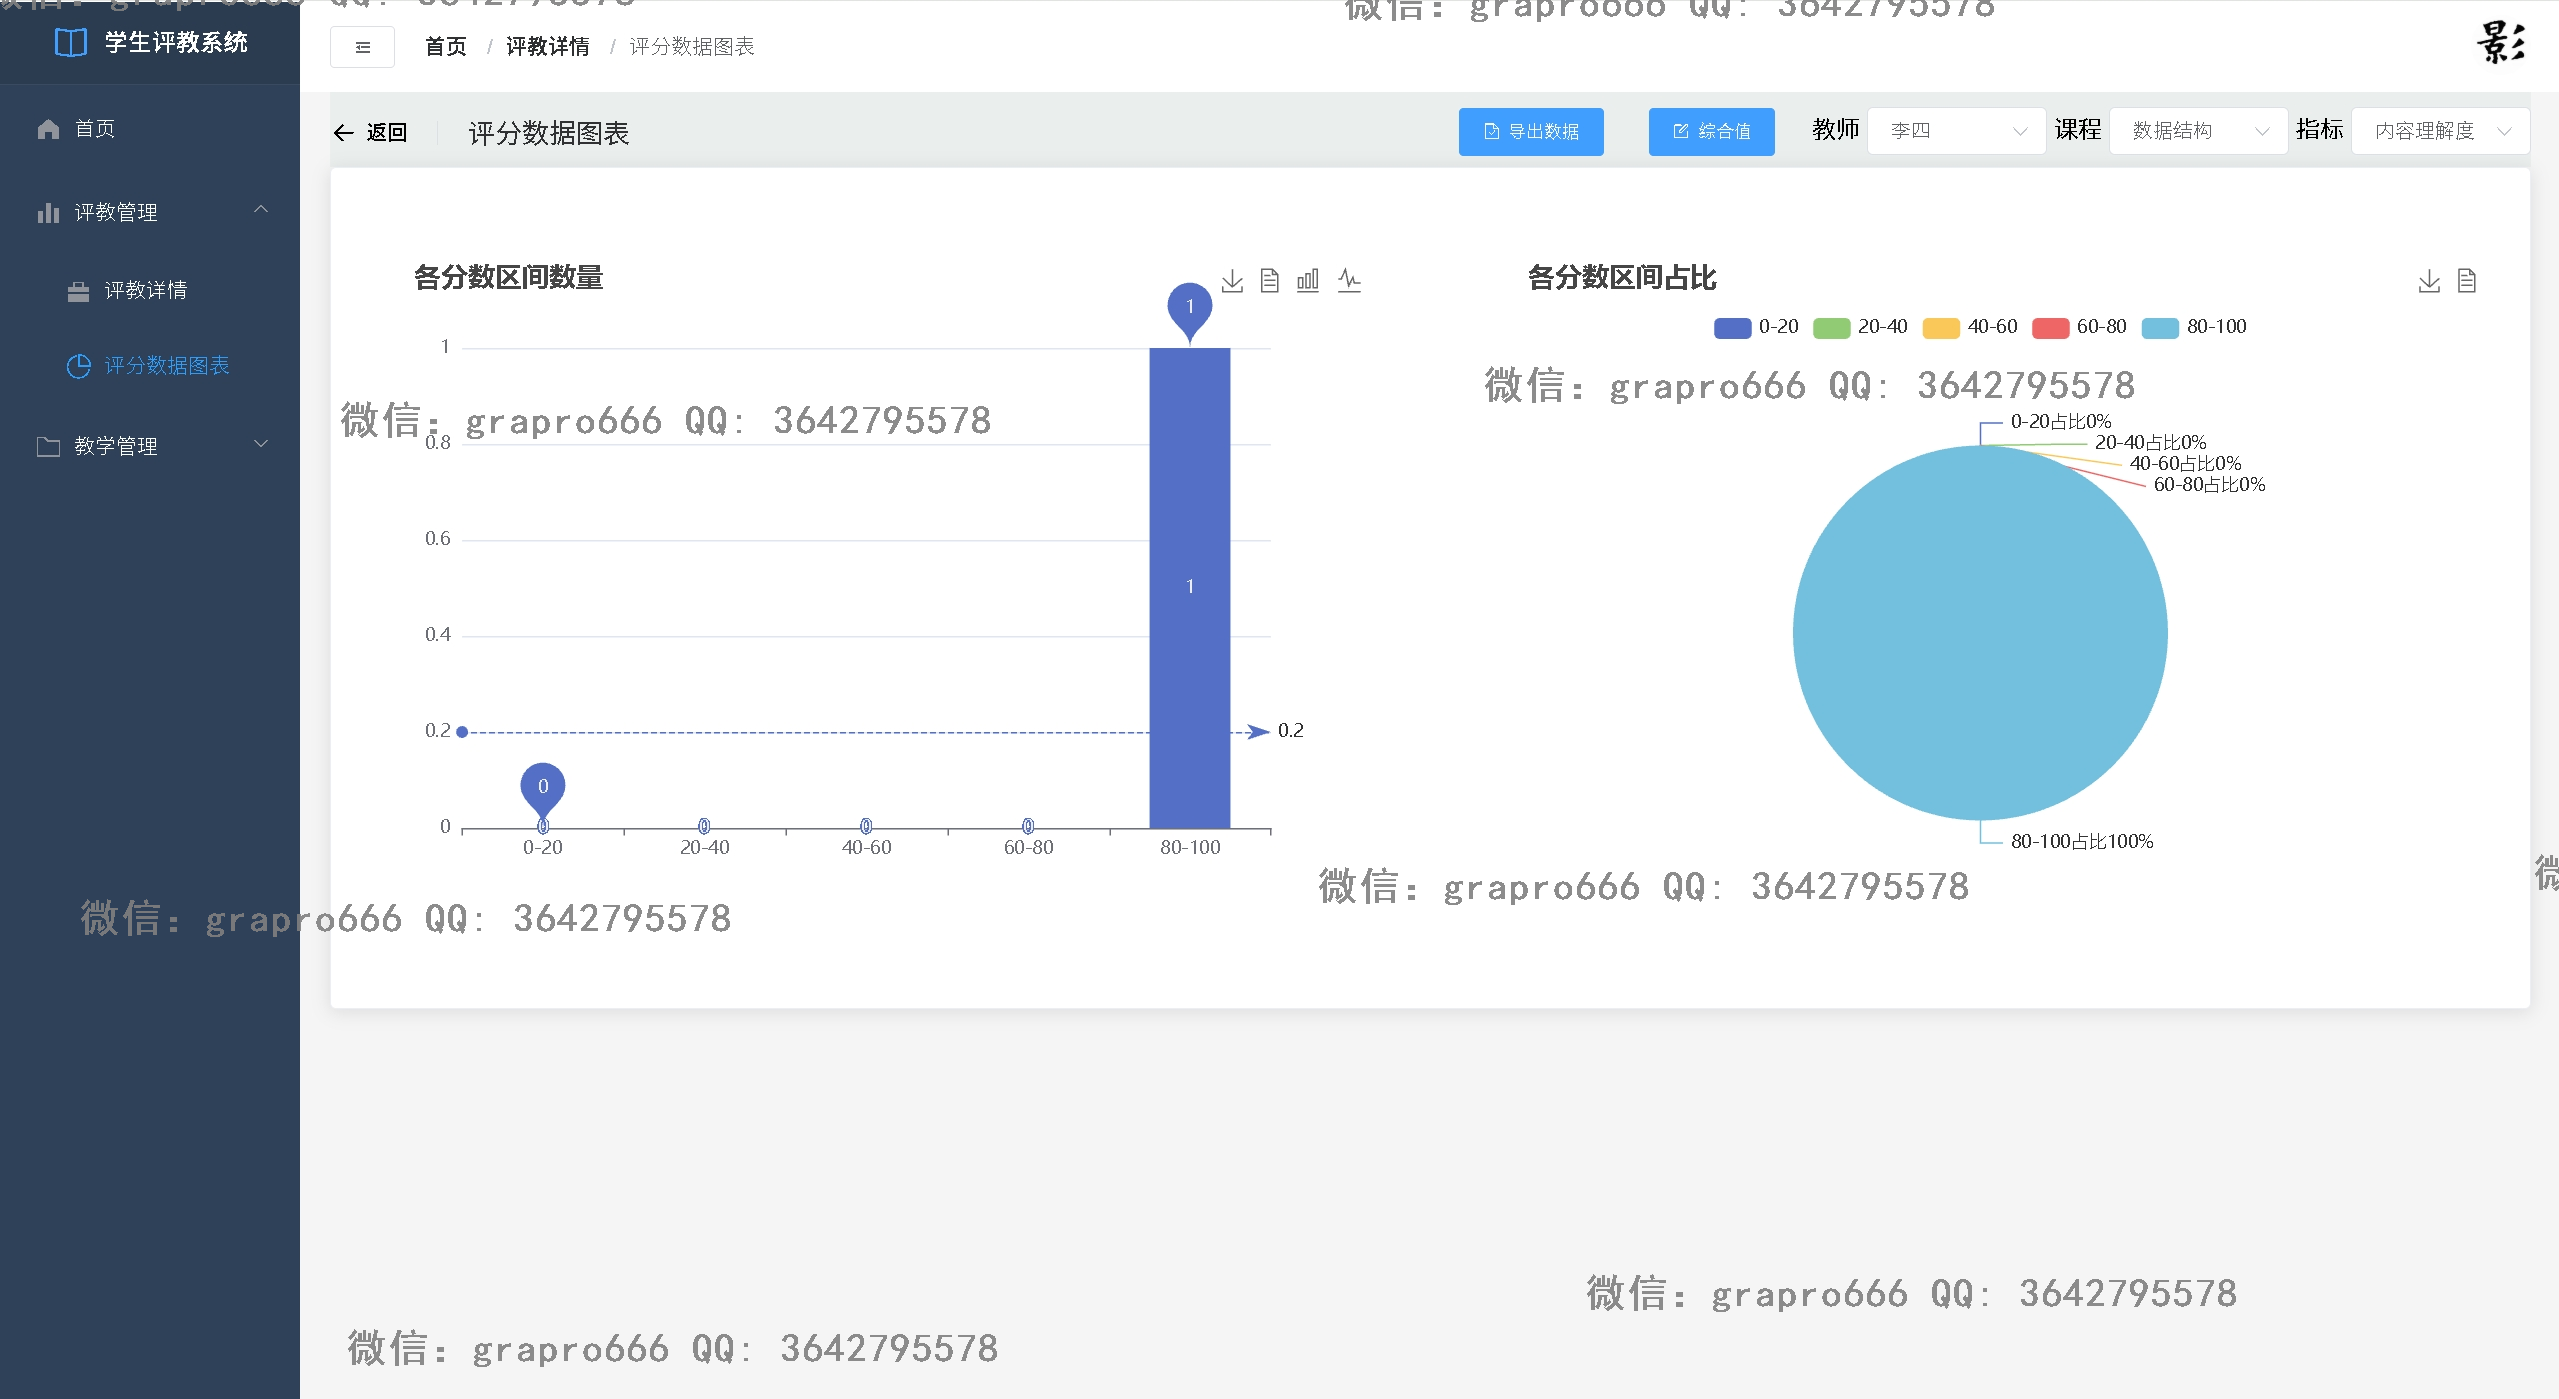 学生评教系统
首页 / 评教详情 / 评分数据图表
影
首页
评教管理
评教详情
评分数据图表
教学管理
返回 评分数据图表
导出数据 综合值 教师 李四 课程 数据结构 指标 内容理解度
各分数区间数量
1
1
0.8
0.6
0.4
0.2
0
1
0.2
0
0 0 0 0
0-20 20-40 40-60 60-80 80-100
各分数区间占比
0-20 20-40 40-60 60-80 80-100
0-20占比0%
20-40占比0%
40-60占比0%
60-80占比0%
80-100占比100%
微信: grapro666 QQ: 3642795578
微信: grapro666 QQ: 3642795578
微信: grapro666 QQ: 3642795578
微信: grapro666 QQ: 3642795578
微信: grapro666 QQ: 3642795578
微信: grapro666 QQ: 3642795578
微信: grapro666 QQ: 3642795578
微信: grapro666 QQ: 3642795578